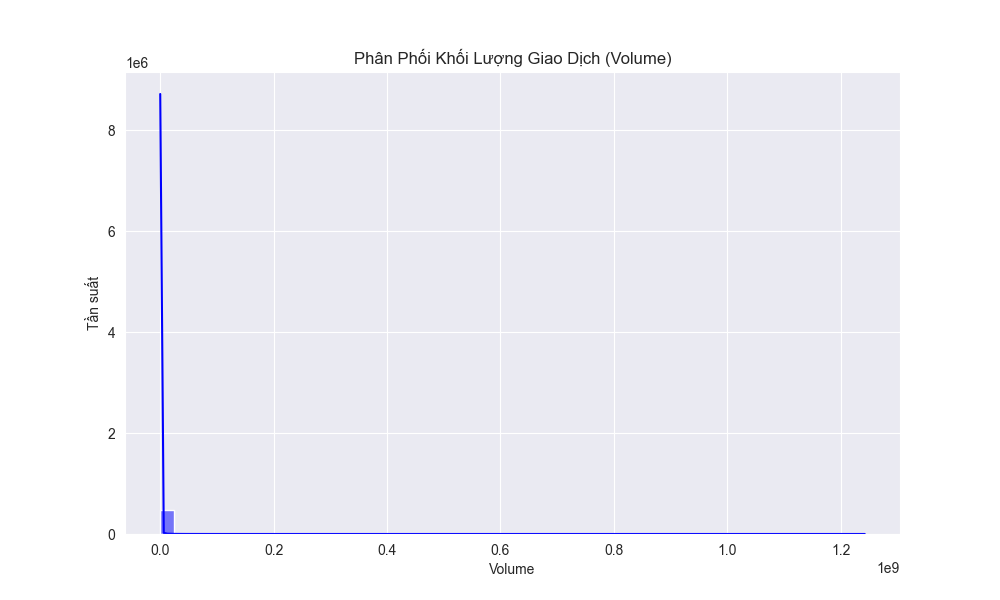 Phân Phối Khối Lượng Giao Dịch (Volume)
1e6
8
6
4
2
0
Tần suất
0.0 0.2 0.4 0.6 0.8 1.0 1.2
1e9
Volume